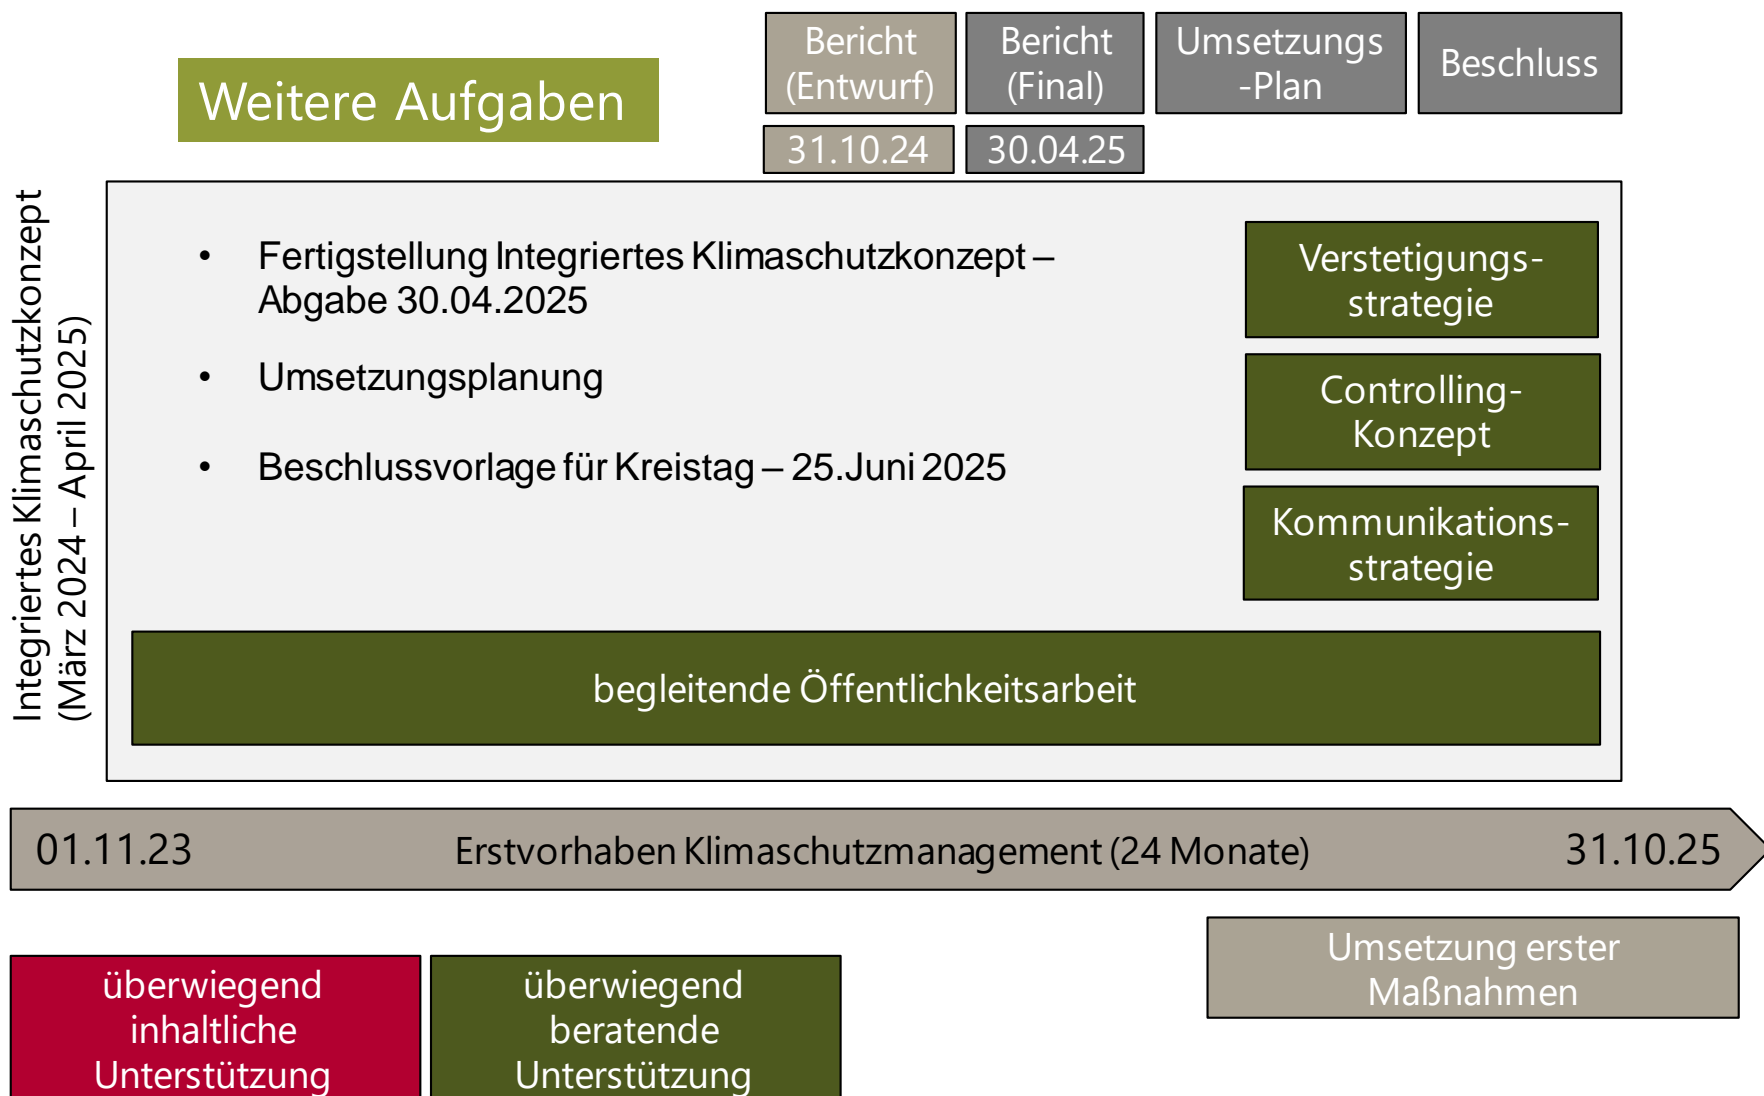 Weitere Aufgaben
Bericht
(Entwurf)
31.10.24
Bericht
(Final)
30.04.25
Umsetzungs
-Plan
Beschluss
Integriertes Klimaschutzkonzept
(März 2024 – April 2025)
• Fertigstellung Integriertes Klimaschutzkonzept –
Abgabe 30.04.2025
• Umsetzungsplanung
• Beschlussvorlage für Kreistag – 25.Juni 2025
Verstetigungs-
strategie
Controlling-
Konzept
Kommunikations-
strategie
begleitende Öffentlichkeitsarbeit
01.11.23 Erstvorhaben Klimaschutzmanagement (24 Monate) 31.10.25
Umsetzung erster
Maßnahmen
überwiegend
inhaltliche
Unterstützung
überwiegend
beratende
Unterstützung